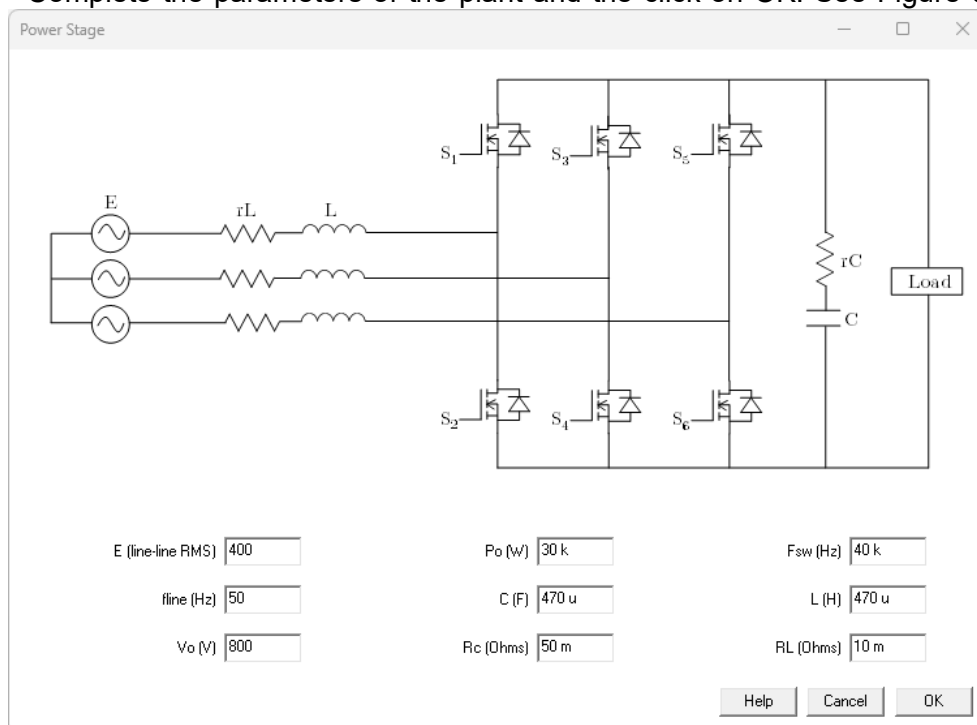 Complete the parameters of the plant and the click on OK. See Figure
Power Stage
S1 S3 S5
E rL L
rC
Load
C
S2 S4 S6
E (line-line RMS) 400 Po (W) 30 k Fsw (Hz) 40 k
fline (Hz) 50 C (F) 470 u L (H) 470 u
Vo (V) 800 Rc (Ohms) 50 m RL (Ohms) 10 m
Help Cancel OK